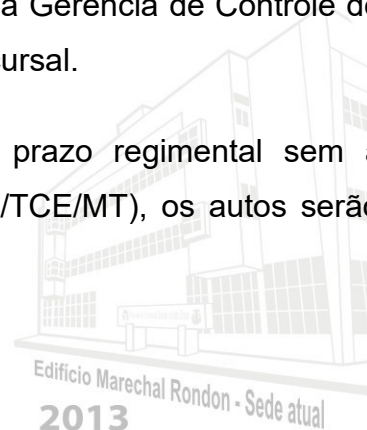 a Gerência de Controle de
ursal.
prazo regimental sem a
/TCE/MT), os autos serão
Edifício Marechal Rondon - Sede atual
2013